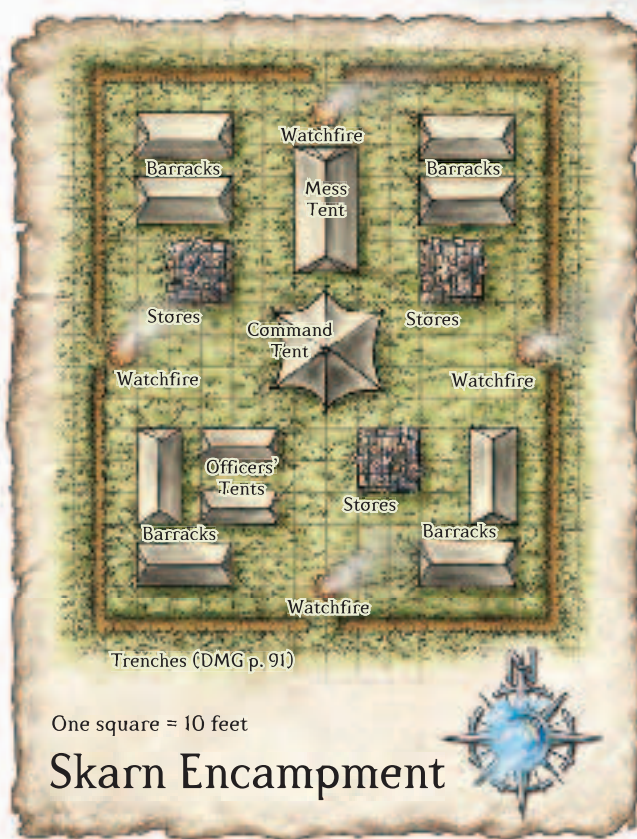 Watchfire
Barracks
Barracks
Mess
Tent
Stores
Stores
Command
Tent
Watchfire
Watchfire
Officers'
Tents
Stores
Barracks
Barracks
Watchfire
Trenches (DMG p. 91)
N
One square = 10 feet
Skarn Encampment